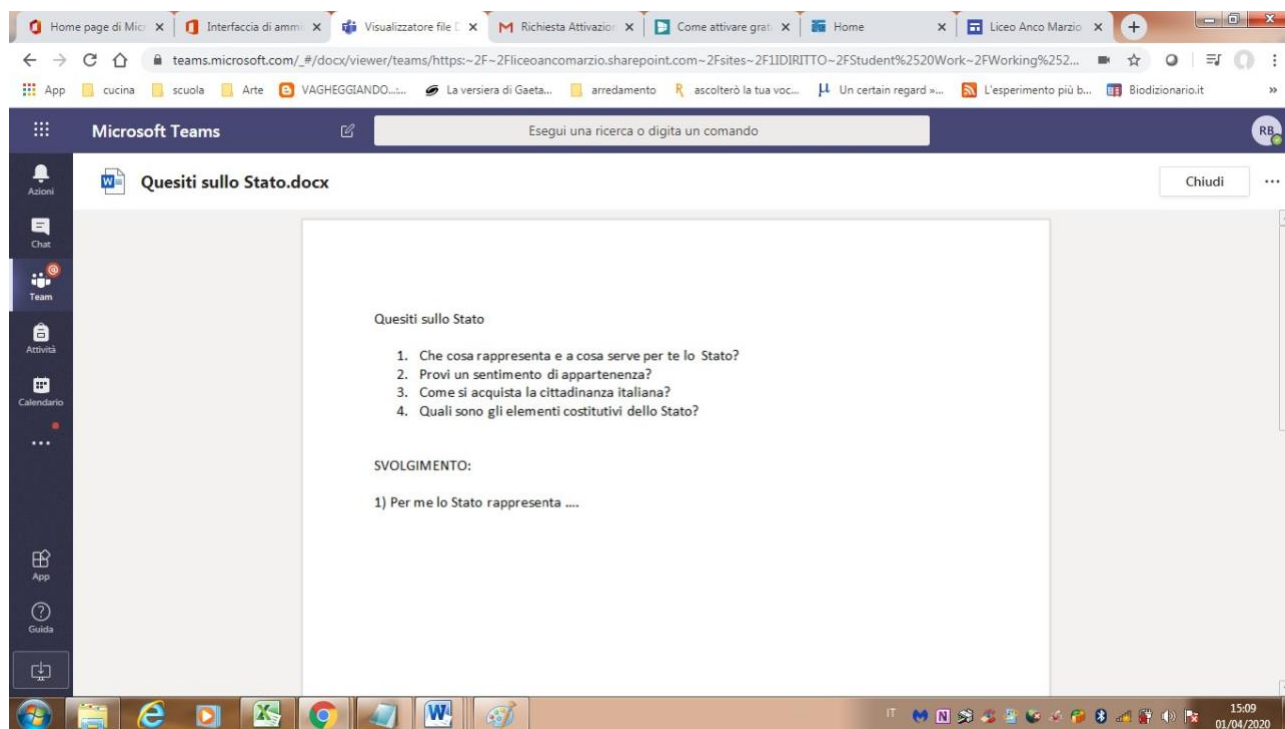 Home page di Micr
Interfaccia di ammi
Visualizzatore file D
Richiesta Attivazion
Come attivare grat
Home
Liceo Anco Marzio
teams.microsoft.com/_#/docx/viewer/teams/https:~2F~2Fliceoancomarzio.sharepoint.com~2Fsites~2F1IDIRITTO~2FStudent%2520Work~2FWorking%252...
App
cucina
scuola
Arte
VAGHEGGIANDO...:...
La versiera di Gaeta...
arredamento
ascolterò la tua voc...
Un certain regard »...
L'esperimento più b...
Biodizionario.it
»
Microsoft Teams
Esegui una ricerca o digita un comando
RB
Azioni
Chat
Team
Attività
Calendario
App
Guida
Quesiti sullo Stato.docx
Chiudi
Quesiti sullo Stato
1. Che cosa rappresenta e a cosa serve per te lo Stato?
2. Provi un sentimento di appartenenza?
3. Come si acquista la cittadinanza italiana?
4. Quali sono gli elementi costitutivi dello Stato?
SVOLGIMENTO:
1) Per me lo Stato rappresenta ....
IT
15:09
01/04/2020